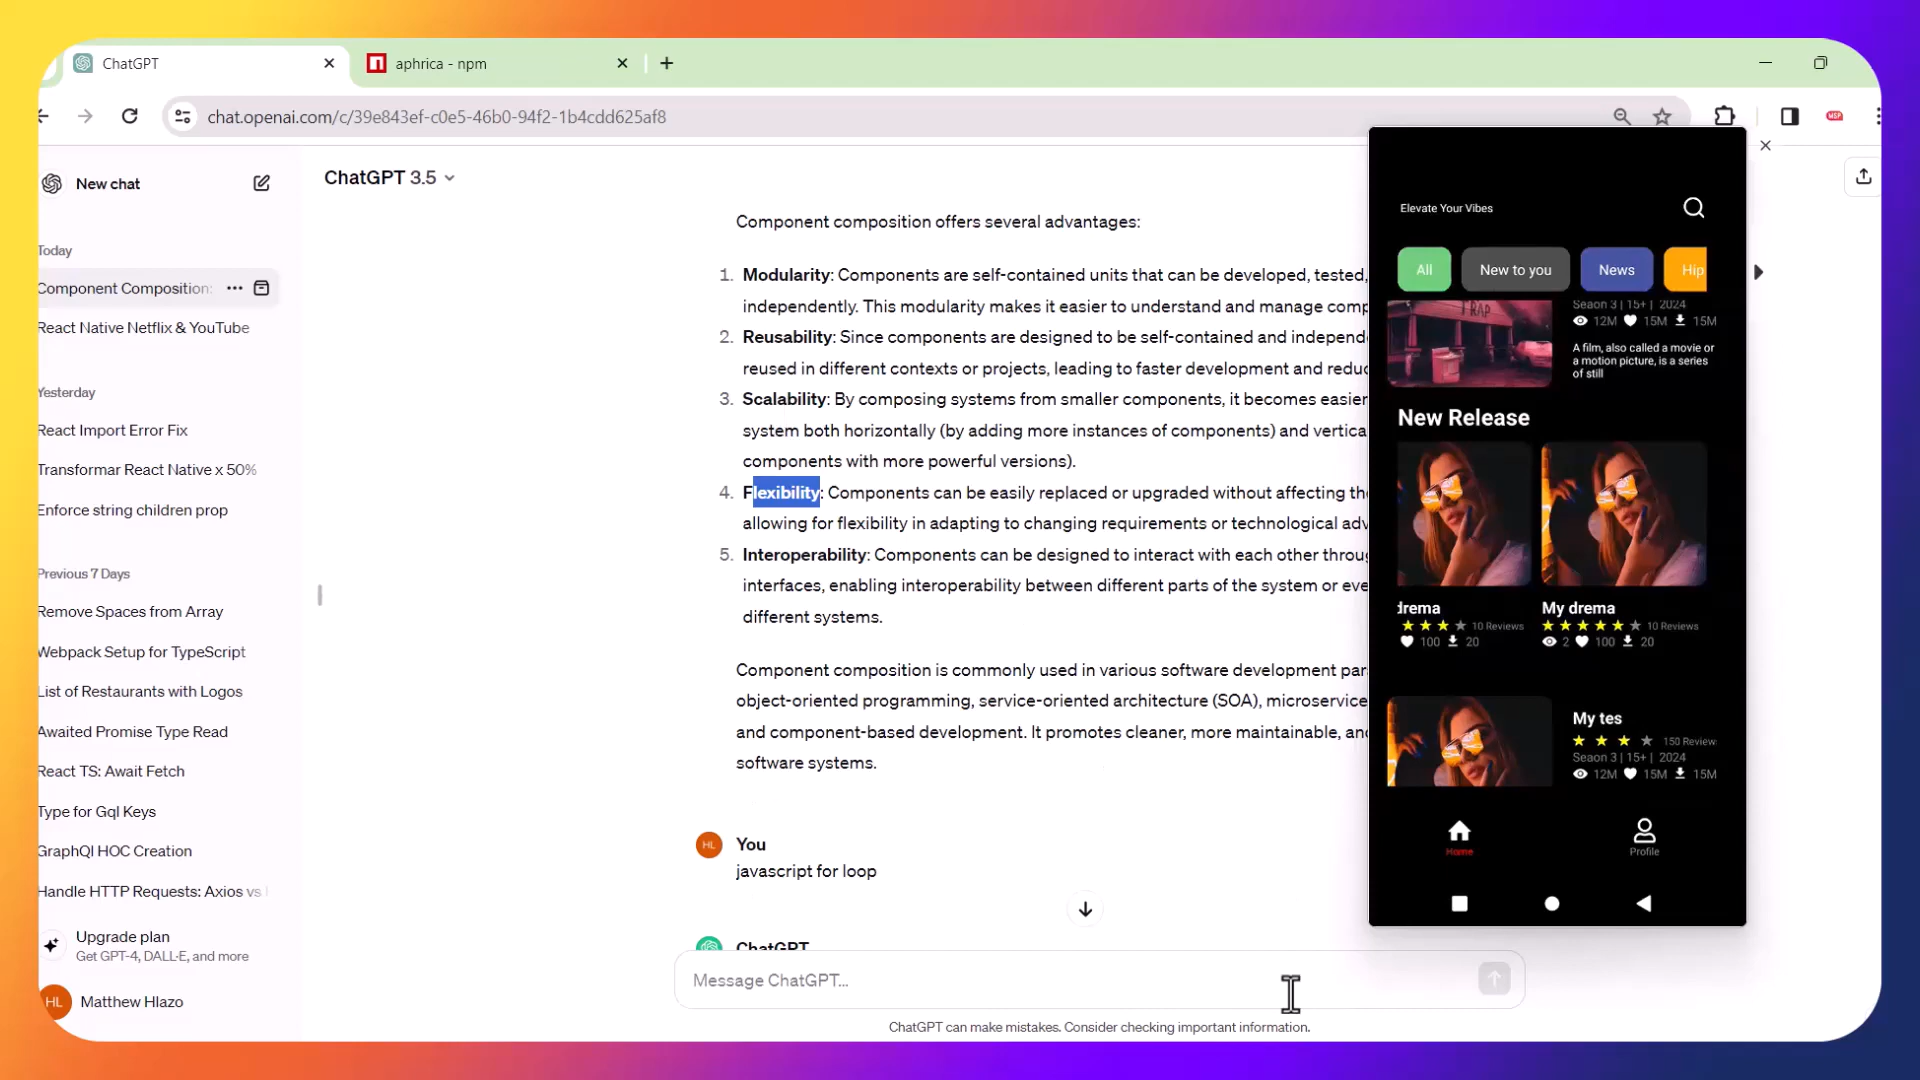 ChatGPT
aphrica - npm
chat.openai.com/c/39e843ef-c0e5-46b0-94f2-1b4cdd625af8
MSP
New chat
Today
Component Composition:
React Native Netflix & YouTube
Yesterday
React Import Error Fix
Transformar React Native x 50%
Enforce string children prop
Previous 7 Days
Remove Spaces from Array
Webpack Setup for TypeScript
List of Restaurants with Logos
Awaited Promise Type Read
React TS: Await Fetch
Type for Gql Keys
GraphQl HOC Creation
Handle HTTP Requests: Axios vs
Upgrade plan
Get GPT-4, DALL·E, and more
HL
Matthew Hlazo
ChatGPT 3.5
Component composition offers several advantages:
1. Modularity: Components are self-contained units that can be developed, tested,
independently. This modularity makes it easier to understand and manage comp
2. Reusability: Since components are designed to be self-contained and independ
reused in different contexts or projects, leading to faster development and redu
3. Scalability: By composing systems from smaller components, it becomes easier
system both horizontally (by adding more instances of components) and vertica
components with more powerful versions).
4. Flexibility: Components can be easily replaced or upgraded without affecting the
allowing for flexibility in adapting to changing requirements or technological adv
5. Interoperability: Components can be designed to interact with each other throu
interfaces, enabling interoperability between different parts of the system or eve
different systems.
Component composition is commonly used in various software development par
object-oriented programming, service-oriented architecture (SOA), microservice
and component-based development. It promotes cleaner, more maintainable, an
software systems.
HL
You
javascript for loop
ChatGPT
Message ChatGPT...
ChatGPT can make mistakes. Consider checking important information.
Elevate Your Vibes
All
New to you
News
Hip
TRAP
Seaon 3 | 15+ | 2024
12M 15M 15M
A film, also called a movie or
a motion picture, is a series
of still
New Release
drema
10 Reviews
100 20
My drema
10 Reviews
2 100 20
My tes
150 Review
Seaon 3 | 15+ | 2024
12M 15M 15M
Home
Profile